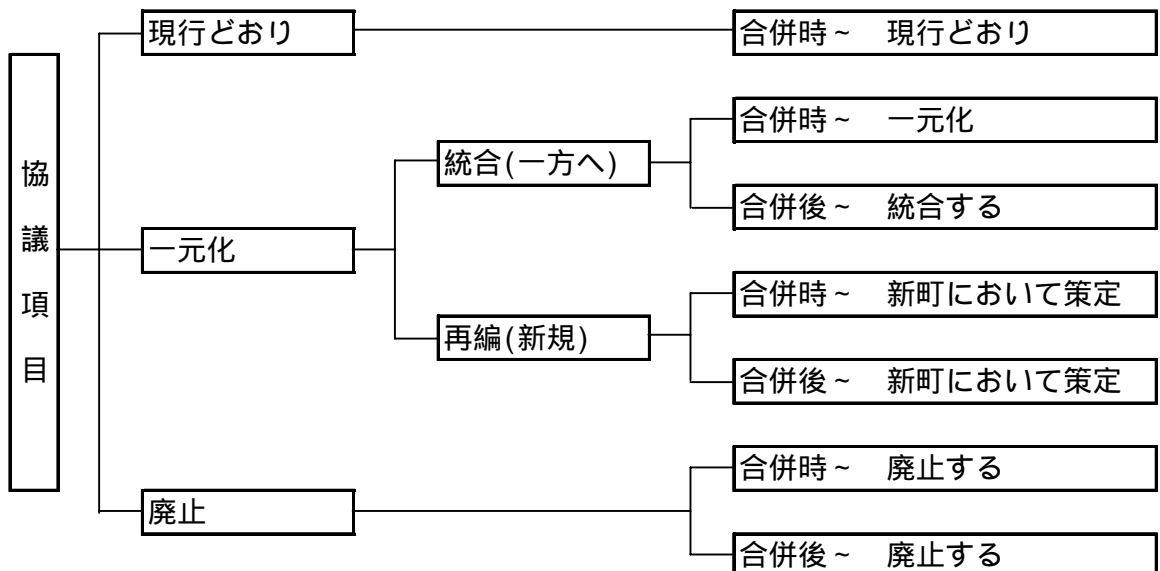 協議項目
現行どおり
合併時～　現行どおり
一元化
統合(一方へ)
合併時～　一元化
合併後～　統合する
再編(新規)
合併時～　新町において策定
合併後～　新町において策定
廃止
合併時～　廃止する
合併後～　廃止する